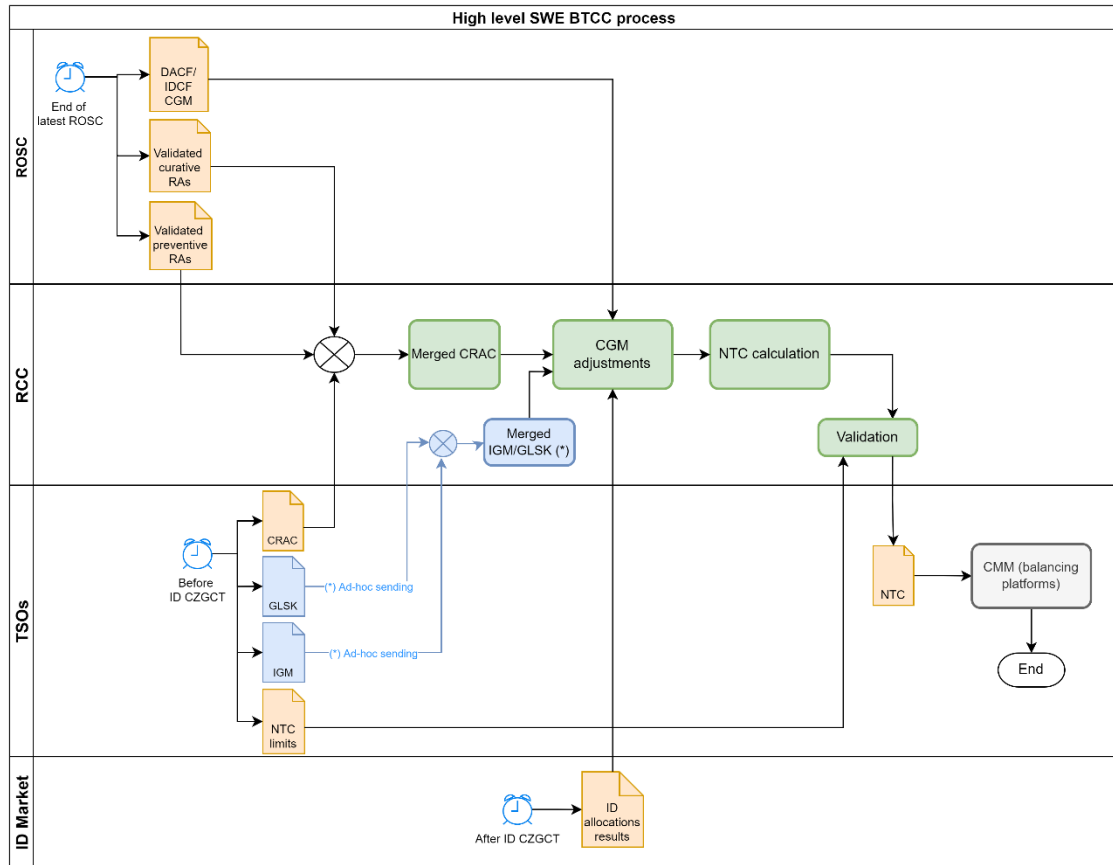 High level SWE BTCC process
ROSC
End of
latest ROSC
DACF/
IDCF
CGM
Validated
curative
RAs
Validated
preventive
RAs
RCC
Merged CRAC
CGM
adjustments
NTC calculation
Merged
IGM/GLSK (*)
Validation
TSOs
Before
ID CZGCT
CRAC
GLSK
(*) Ad-hoc sending
IGM
(*) Ad-hoc sending
NTC
limits
NTC
CMM (balancing
platforms)
End
ID Market
After ID CZGCT
ID
allocations
results